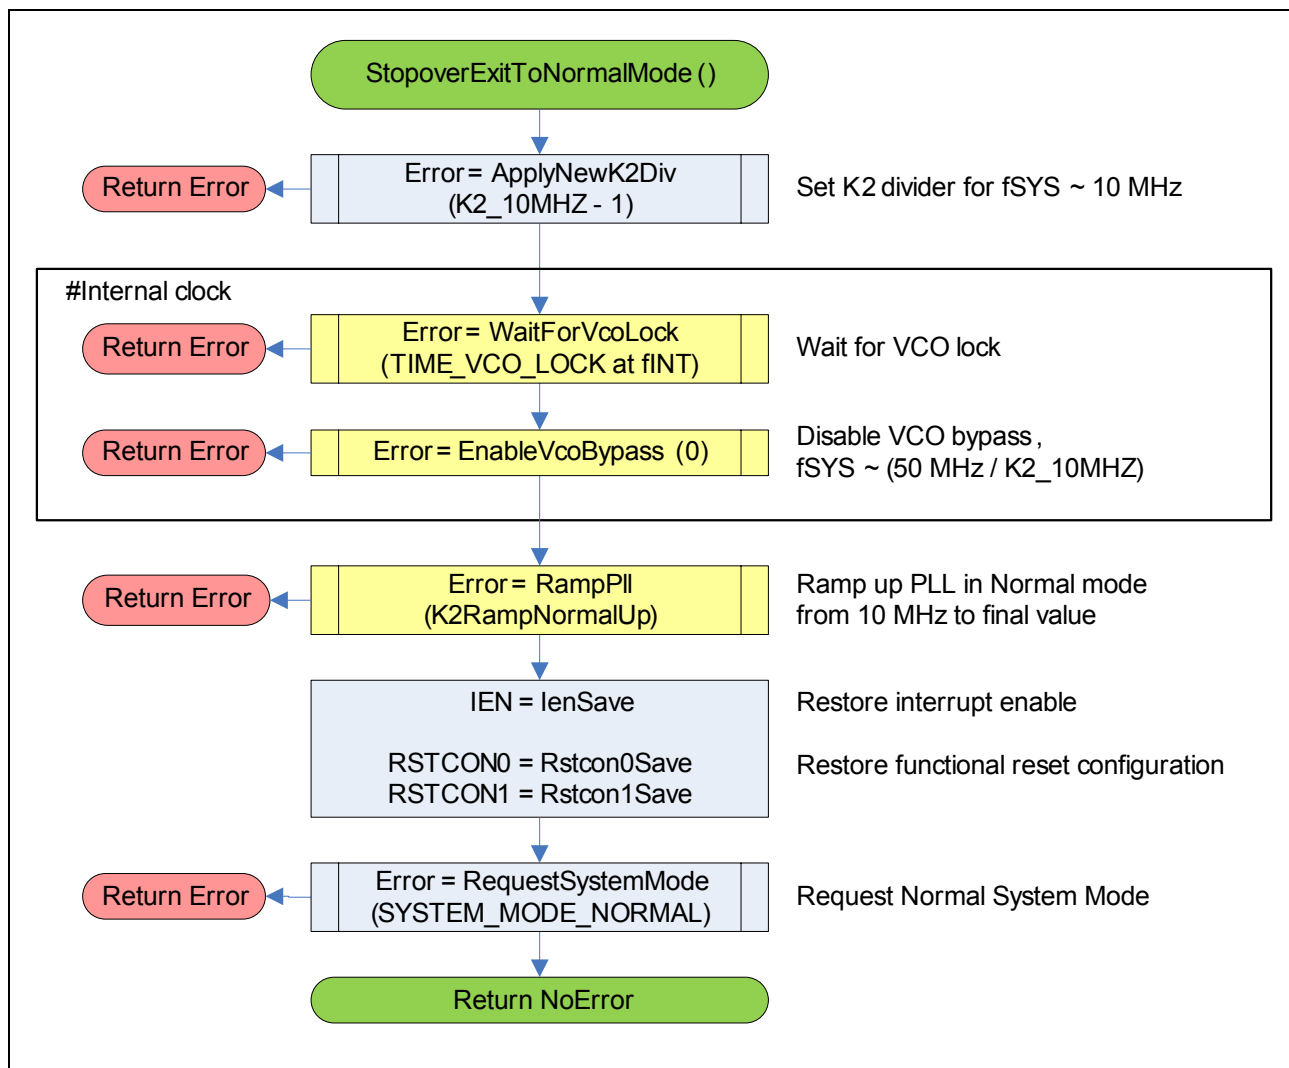 StopoverExitToNormalMode ()
Return Error
Error= ApplyNewK2Div
(K2_10MHZ - 1)
Set K2 divider for fSYS ~ 10 MHz
#Internal clock
Return Error
Error= WaitForVcoLock
(TIME_VCO_LOCK at fINT)
Wait for VCO lock
Return Error
Error= EnableVcoBypass (0)
Disable VCO bypass ,
fSYS ~ (50 MHz / K2_10MHZ)
Return Error
Error= RampPll
(K2RampNormalUp)
Ramp up PLL in Normal mode
from 10 MHz to final value
IEN = IenSave
Restore interrupt enable
RSTCON0 = Rstcon0Save
RSTCON1 = Rstcon1Save
Restore functional reset configuration
Return Error
Error= RequestSystemMode
(SYSTEM_MODE_NORMAL)
Request Normal System Mode
Return NoError